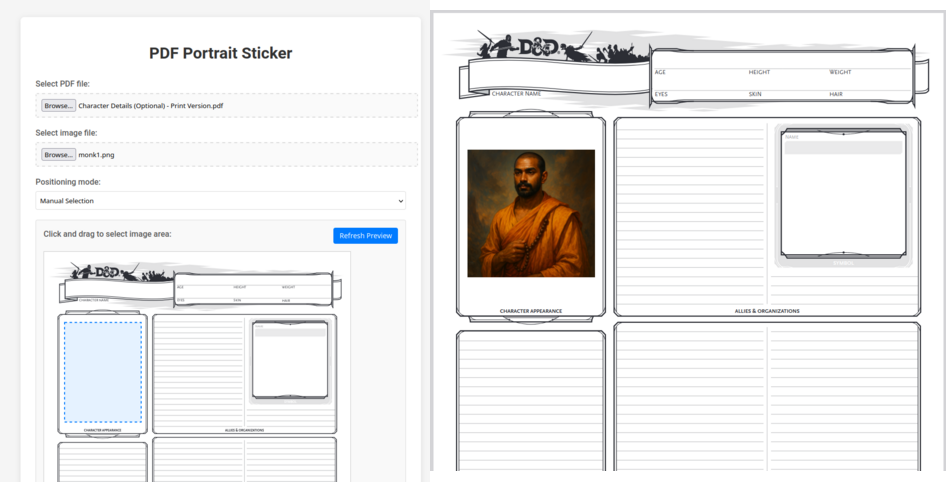 PDF Portrait Sticker
Select PDF file:
Browse... Character Details (Optional) - Print Version.pdf
Select image file:
Browse... monk1.png
Positioning mode:
Manual Selection
Click and drag to select image area:
Refresh Preview
D&D
AGE HEIGHT WEIGHT
CHARACTER NAME
EYES SKIN HAIR
NAME
CHARACTER APPEARANCE
ALLIES & ORGANIZATIONS
D&D
AGE HEIGHT WEIGHT
CHARACTER NAME
EYES SKIN HAIR
NAME
CHARACTER APPEARANCE
ALLIES & ORGANIZATIONS